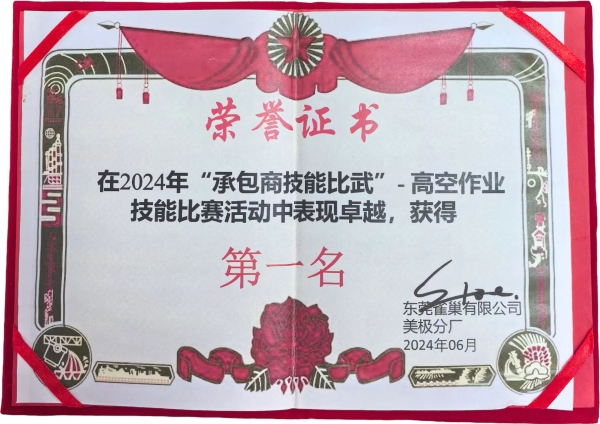 荣誉证书
在2024年“承包商技能比武”- 高空作业
技能比赛活动中表现卓越，获得
第一名
东莞雀巢有限公司
美极分厂
2024年06月